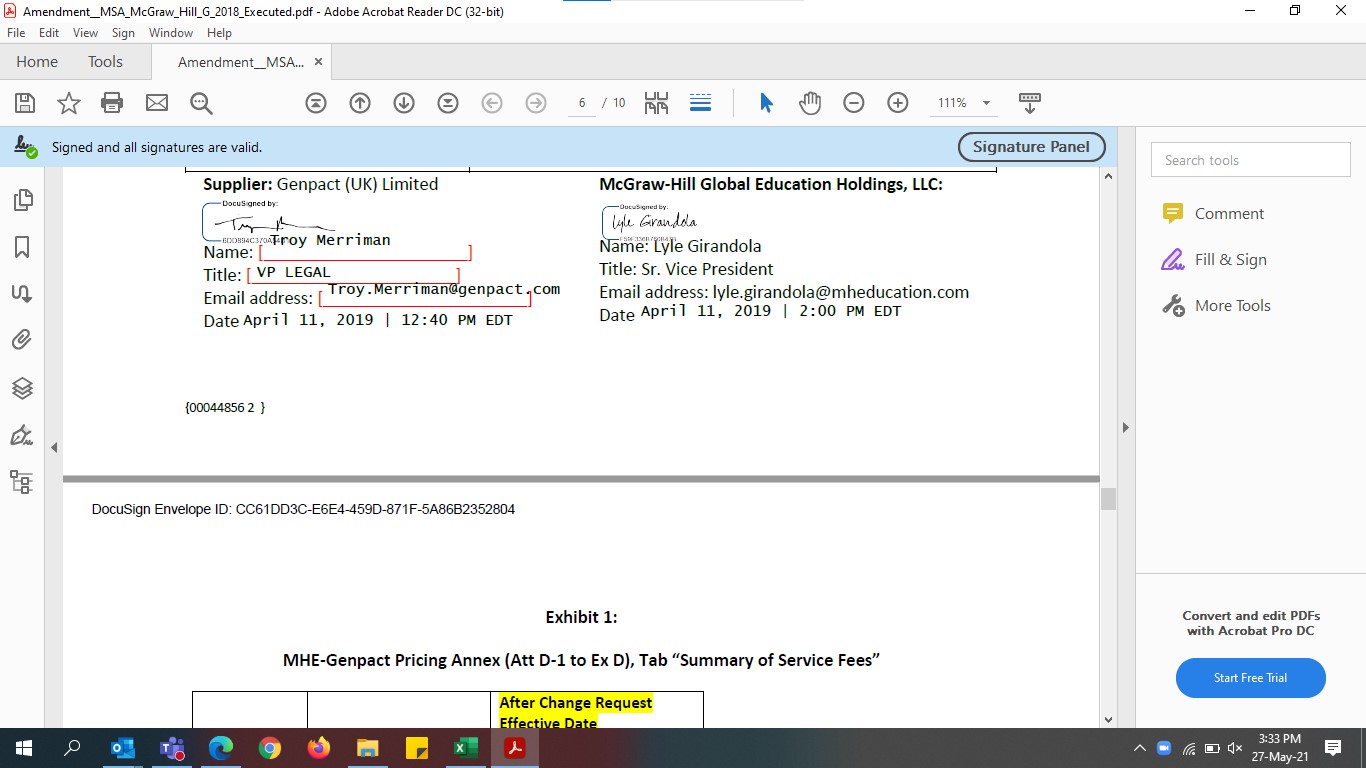 Amendment__MSA_McGraw_Hill_G_2018_Executed.pdf - Adobe Acrobat Reader DC (32-bit)
File Edit View Sign Window Help
Home Tools Amendment__MSA... ×
6 / 10 111%
Signed and all signatures are valid. Signature Panel
Supplier: Genpact (UK) Limited
DocuSigned by:
Troy Merriman
Name: [ ]
Title: [ VP LEGAL ]
Email address: [ Troy.Merriman@genpact.com ]
Date April 11, 2019 | 12:40 PM EDT
McGraw-Hill Global Education Holdings, LLC:
DocuSigned by:
Lyle Girandola
Name: Lyle Girandola
Title: Sr. Vice President
Email address: lyle.girandola@mheducation.com
Date April 11, 2019 | 2:00 PM EDT
{00044856 2 }
DocuSign Envelope ID: CC61DD3C-E6E4-459D-871F-5A86B2352804
Exhibit 1:
MHE-Genpact Pricing Annex (Att D-1 to Ex D), Tab “Summary of Service Fees”
After Change Request
Effective Date
Search tools
Comment
Fill & Sign
More Tools
Convert and edit PDFs
with Acrobat Pro DC
Start Free Trial
3:33 PM
27-May-21